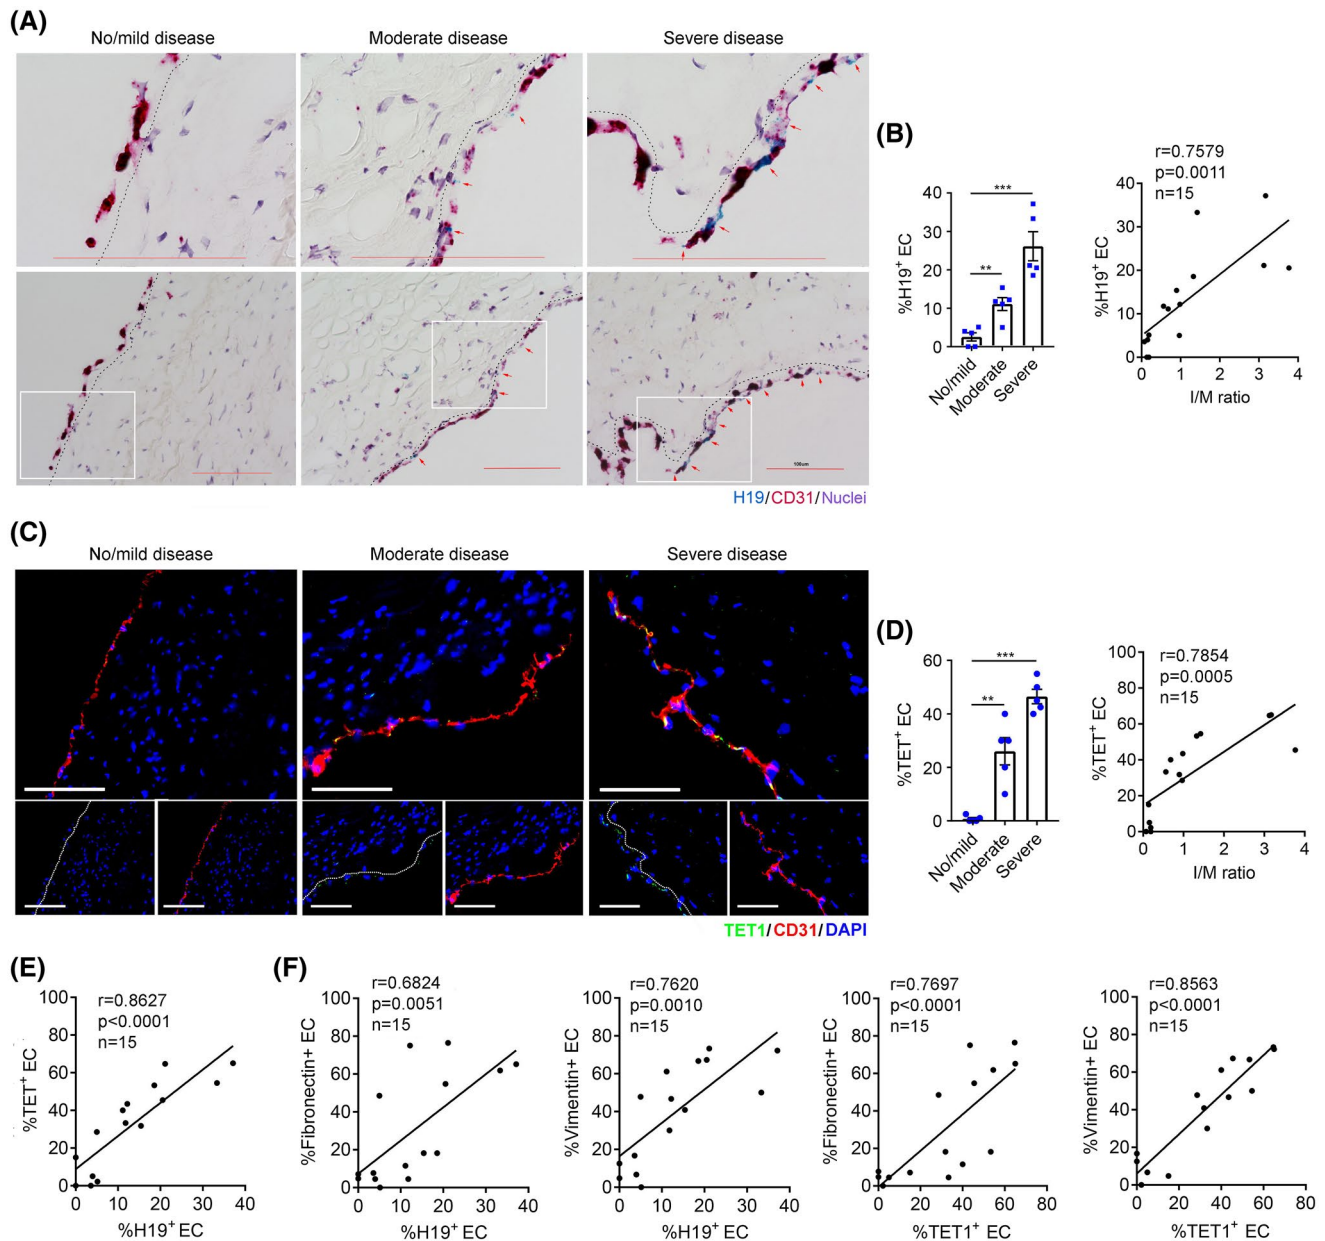 (A)
No/mild disease
Moderate disease
Severe disease
100um
H19/CD31/Nuclei
(B)
%H19+ EC
40
30
20
10
0
***
**
No/mild
Moderate
Severe
r=0.7579
p=0.0011
n=15
%H19+ EC
40
30
20
10
0
0 1 2 3 4
I/M ratio
(C)
No/mild disease
Moderate disease
Severe disease
TET1/CD31/DAPI
(D)
%TET+ EC
60
40
20
0
***
**
No/mild
Moderate
Severe
r=0.7854
p=0.0005
n=15
%TET+ EC
100
80
60
40
20
0
0 1 2 3 4
I/M ratio
(E)
r=0.8627
p<0.0001
n=15
%TET+ EC
100
80
60
40
20
0
0 10 20 30 40
%H19+ EC
(F)
r=0.6824
p=0.0051
n=15
%Fibronectin+ EC
100
80
60
40
20
0
0 10 20 30 40
%H19+ EC
r=0.7620
p=0.0010
n=15
%Vimentin+ EC
100
80
60
40
20
0
0 10 20 30 40
%H19+ EC
r=0.7697
p<0.0001
n=15
%Fibronectin+ EC
100
80
60
40
20
0
0 20 40 60 80
%TET1+ EC
r=0.8563
p<0.0001
n=15
%Vimentin+ EC
100
80
60
40
20
0
0 20 40 60 80
%TET1+ EC